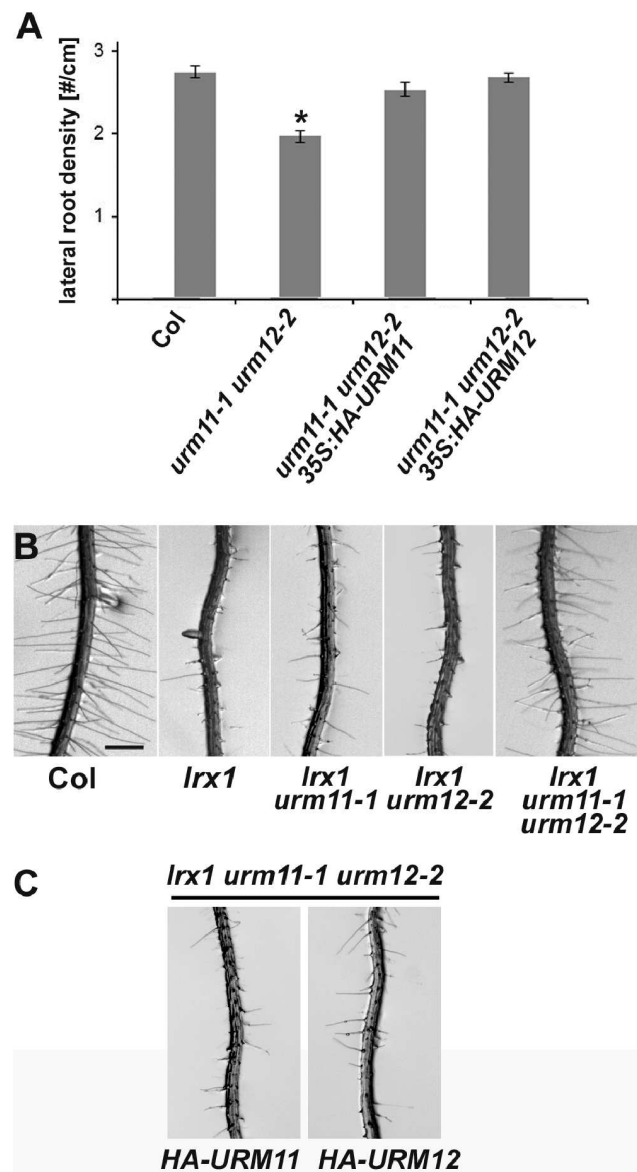 A
lateral root density [#/cm]
3
2
1
*
Col
urm11-1 urm12-2
urm11-1 urm12-2
35S:HA-URM11
urm11-1 urm12-2
35S:HA-URM12
B
Col
lrx1
lrx1
urm11-1
lrx1
urm12-2
lrx1
urm11-1
urm12-2
C
lrx1 urm11-1 urm12-2
HA-URM11
HA-URM12